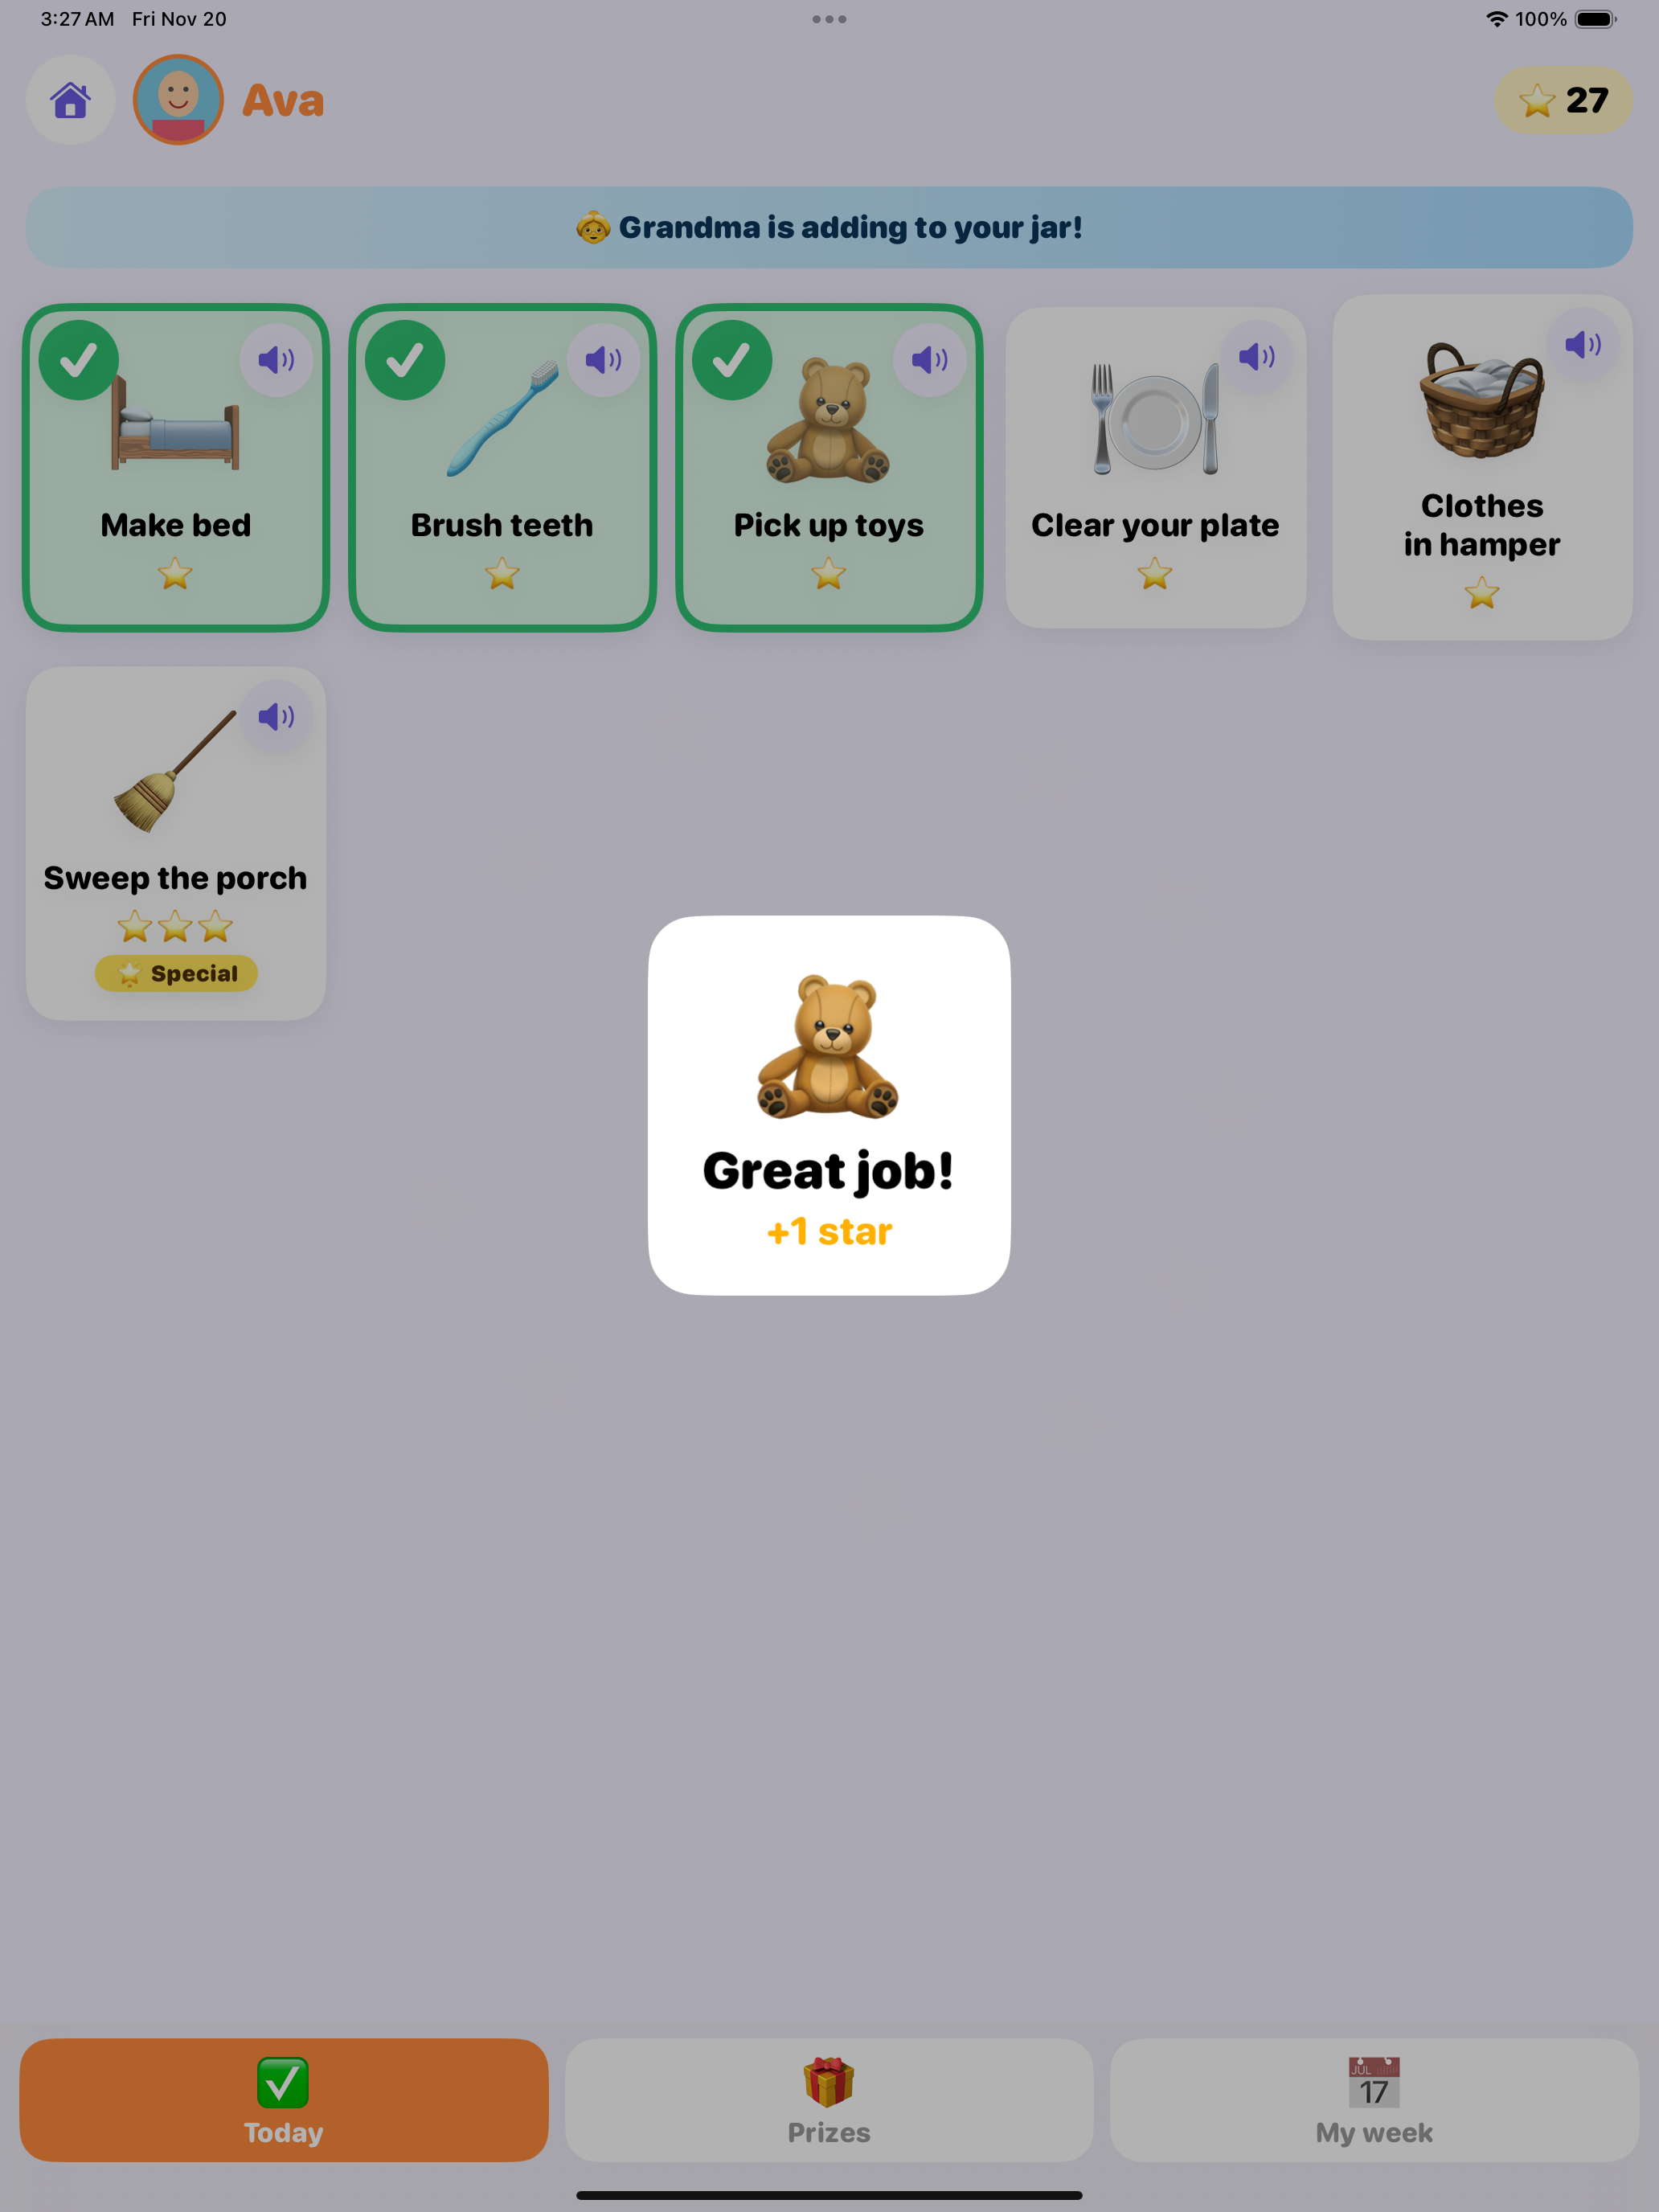 3:27 AM Fri Nov 20
100%
Ava
27
Grandma is adding to your jar!
Make bed
Brush teeth
Pick up toys
Clear your plate
Clothes
in hamper
Sweep the porch
Special
Great job!
+1 star
Today
Prizes
JUL
17
My week